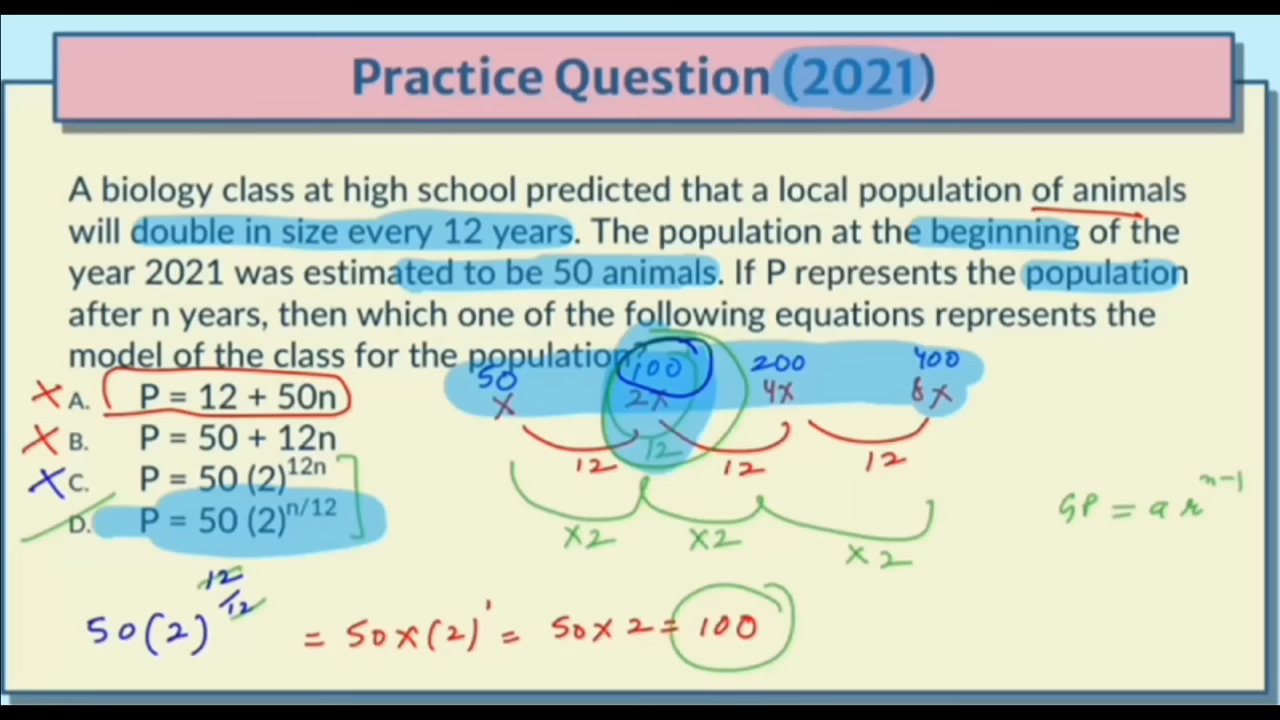 Practice Question (2021)
A biology class at high school predicted that a local population of animals
will double in size every 12 years. The population at the beginning of the
year 2021 was estimated to be 50 animals. If P represents the population
after n years, then which one of the following equations represents the
model of the class for the population?
50 100 200 400
x 2x 4x 8x
A. P = 12 + 50n
B. P = 50 + 12n
12
12 12 12
C. P = 50 (2)^12n
D. P = 50 (2)^n/12
x2 x2 x2
GP = a r^n-1
50(2)^12/12 = 50x(2)^1 = 50x2 = 100